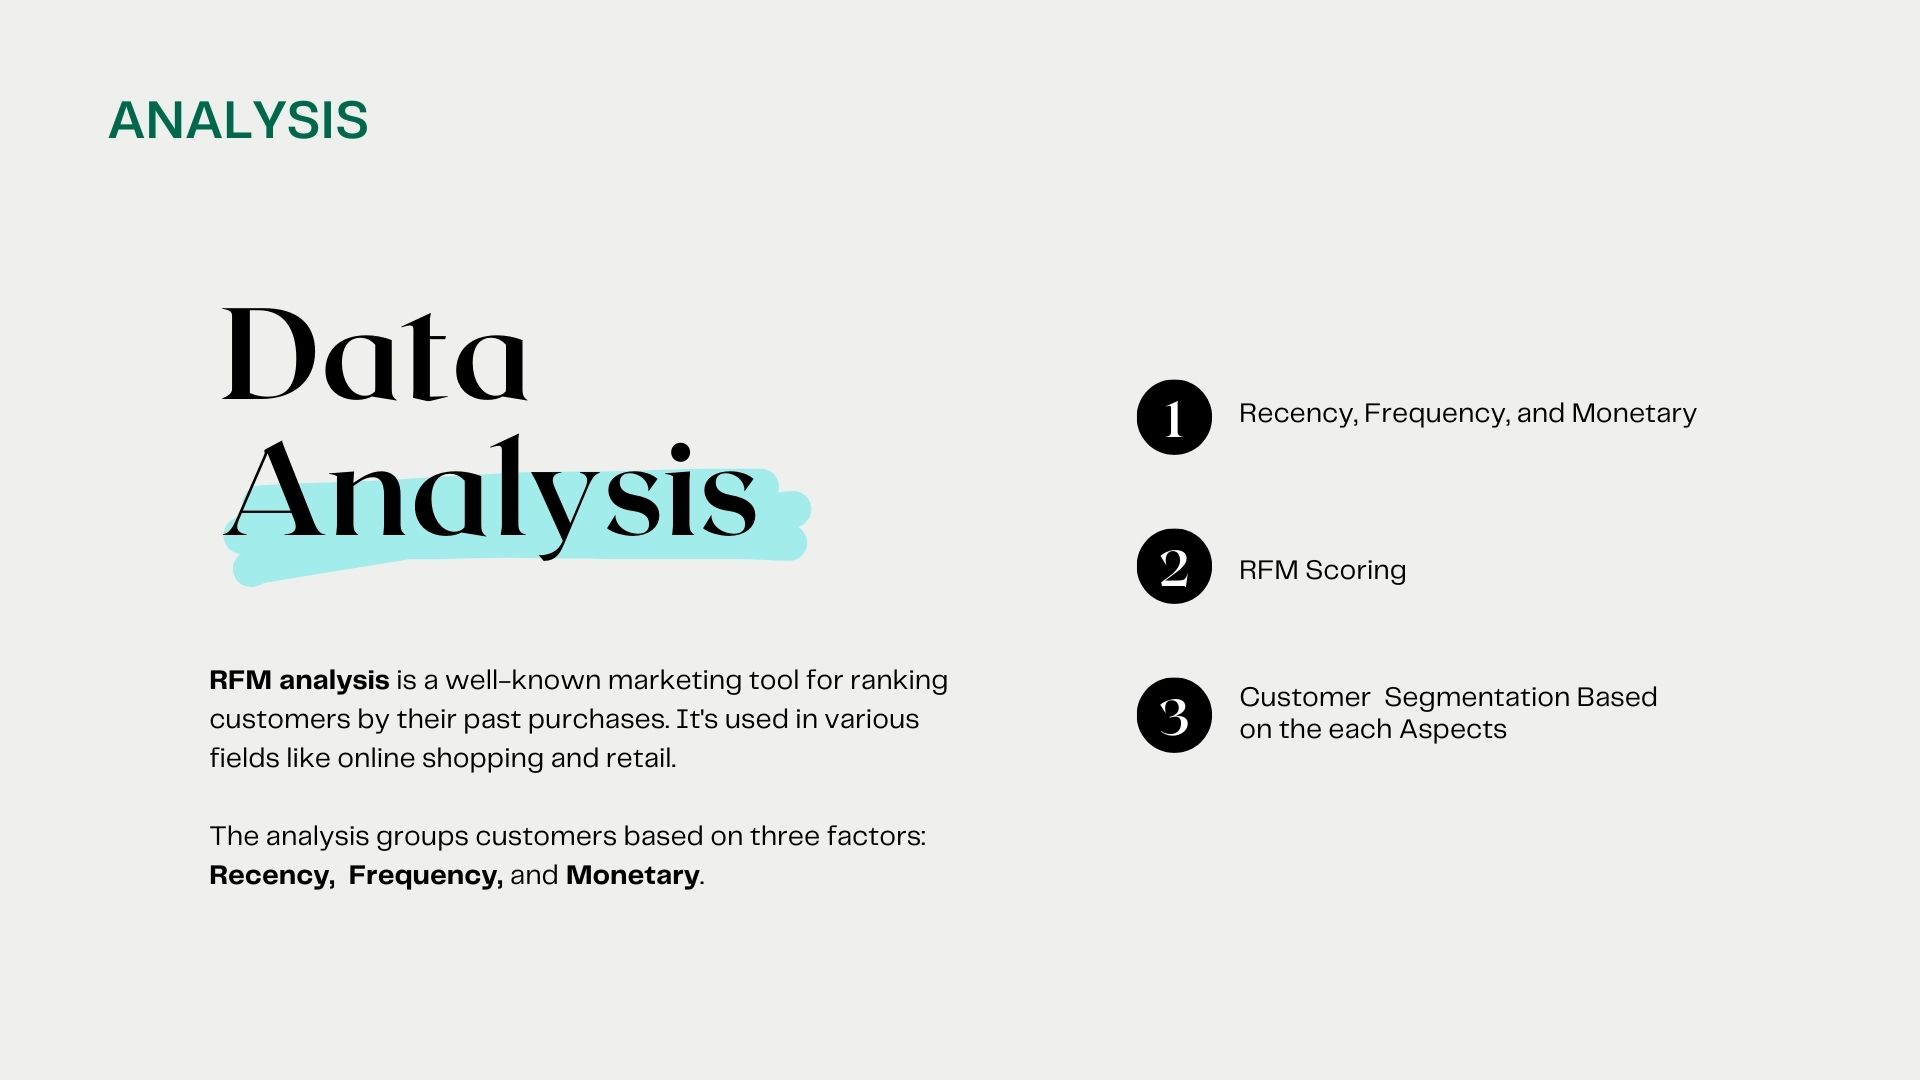 ANALYSIS
Data
Analysis
RFM analysis is a well-known marketing tool for ranking
customers by their past purchases. It's used in various
fields like online shopping and retail.
The analysis groups customers based on three factors:
Recency,  Frequency, and Monetary.
1 Recency, Frequency, and Monetary
2 RFM Scoring
3 Customer  Segmentation Based
on the each Aspects